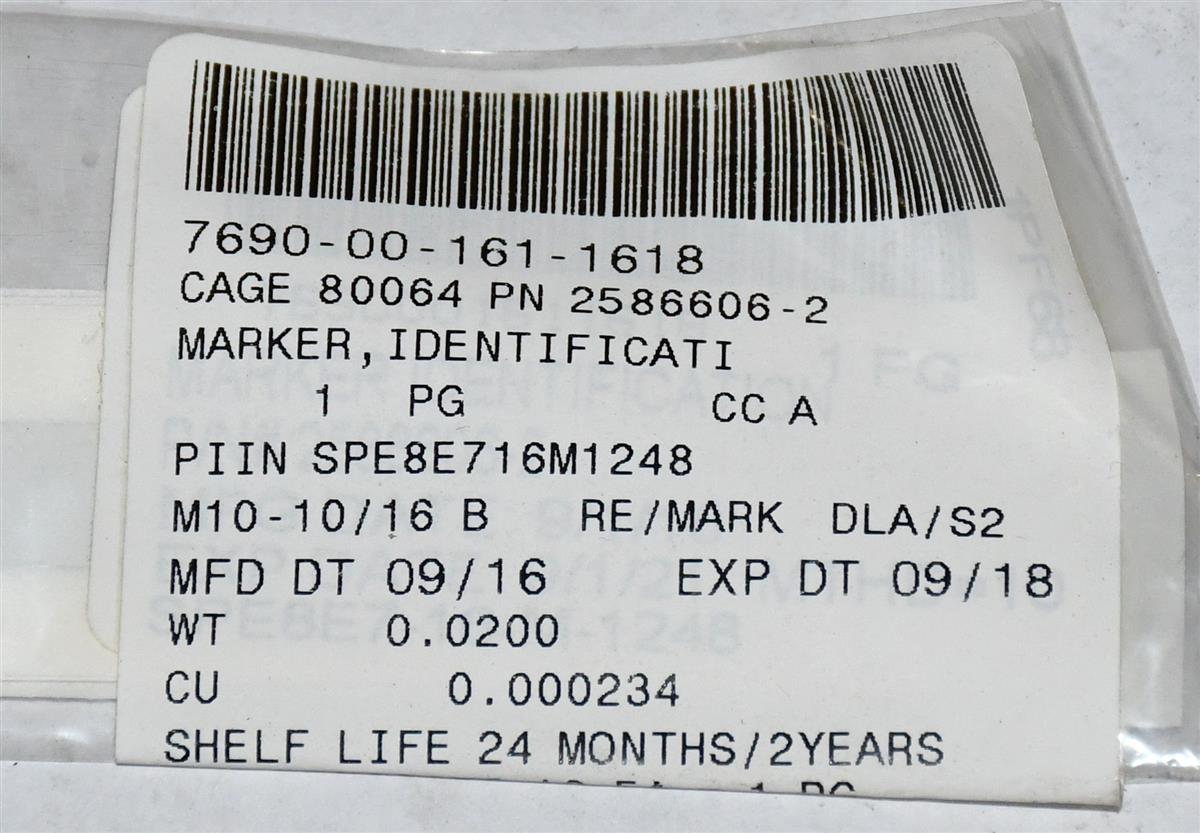 7690-00-161-1618
CAGE 80064 PN 2586606-2
MARKER,IDENTIFICATI
1 PG CC A
PIIN SPE8E716M1248
M10-10/16 B RE/MARK DLA/S2
MFD DT 09/16 EXP DT 09/18
WT 0.0200
CU 0.000234
SHELF LIFE 24 MONTHS/2YEARS